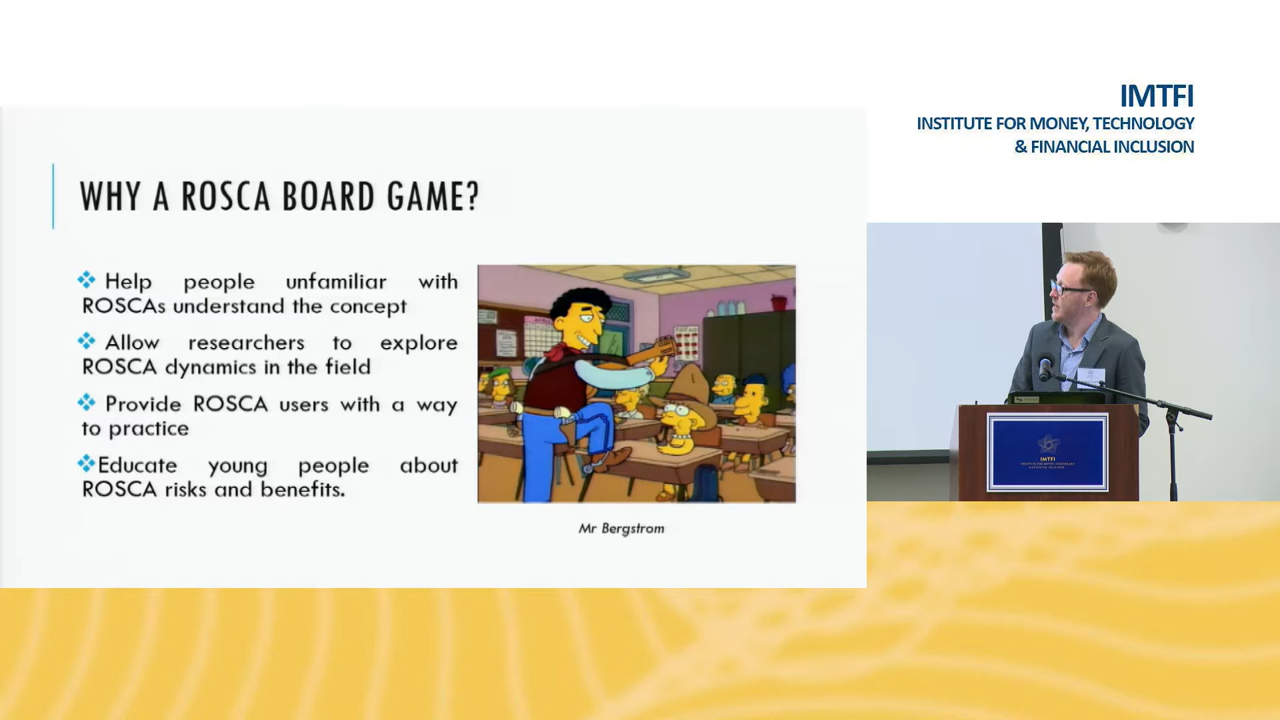 IMTFI
INSTITUTE FOR MONEY, TECHNOLOGY
& FINANCIAL INCLUSION
WHY A ROSCA BOARD GAME?
Help people unfamiliar with
ROSCAs understand the concept
Allow researchers to explore
ROSCA dynamics in the field
Provide ROSCA users with a way
to practice
Educate young people about
ROSCA risks and benefits.
Mr Bergstrom
IMTFI